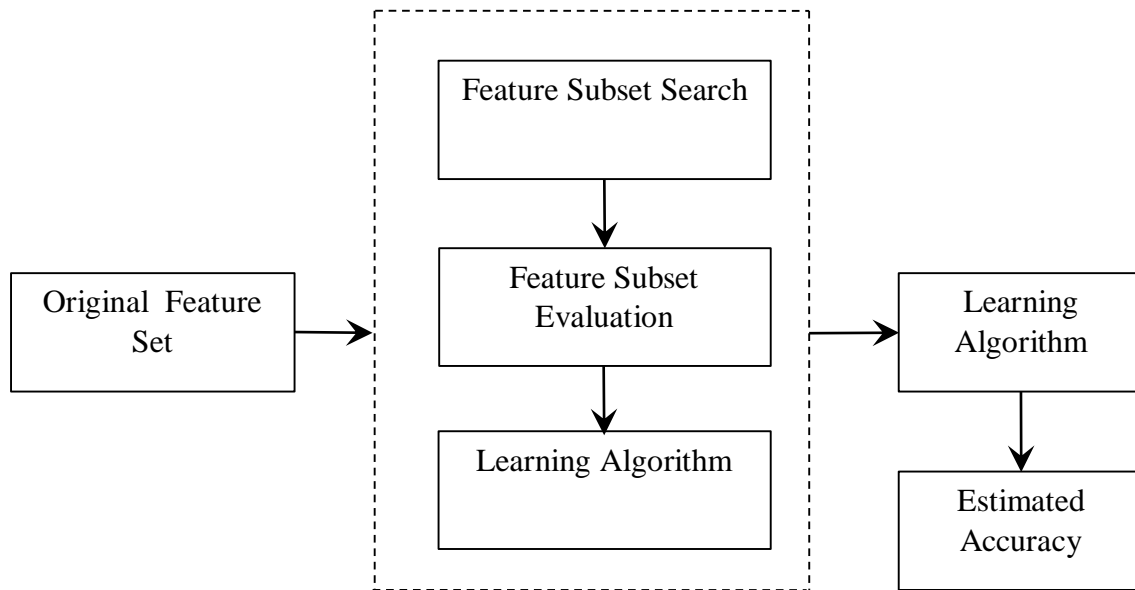 Original Feature
Set
Feature Subset Search
Feature Subset
Evaluation
Learning Algorithm
Learning
Algorithm
Estimated
Accuracy